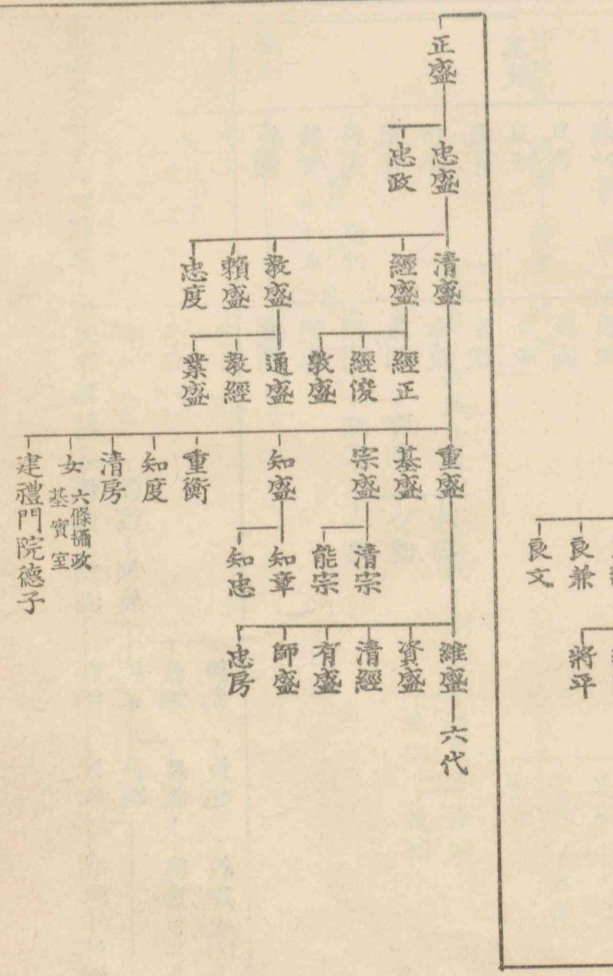 良兼
良文
將平
正盛
忠盛
忠政
清盛
經盛
敎盛
賴盛
忠度
經正
經俊
敦盛
通盛
敎經
業盛
重盛
基盛
宗盛
知盛
重衡
知度
清房
女 六條攝政基實室
建禮門院德子
清宗
能宗
知章
知忠
維盛
資盛
清經
有盛
師盛
忠房
六代